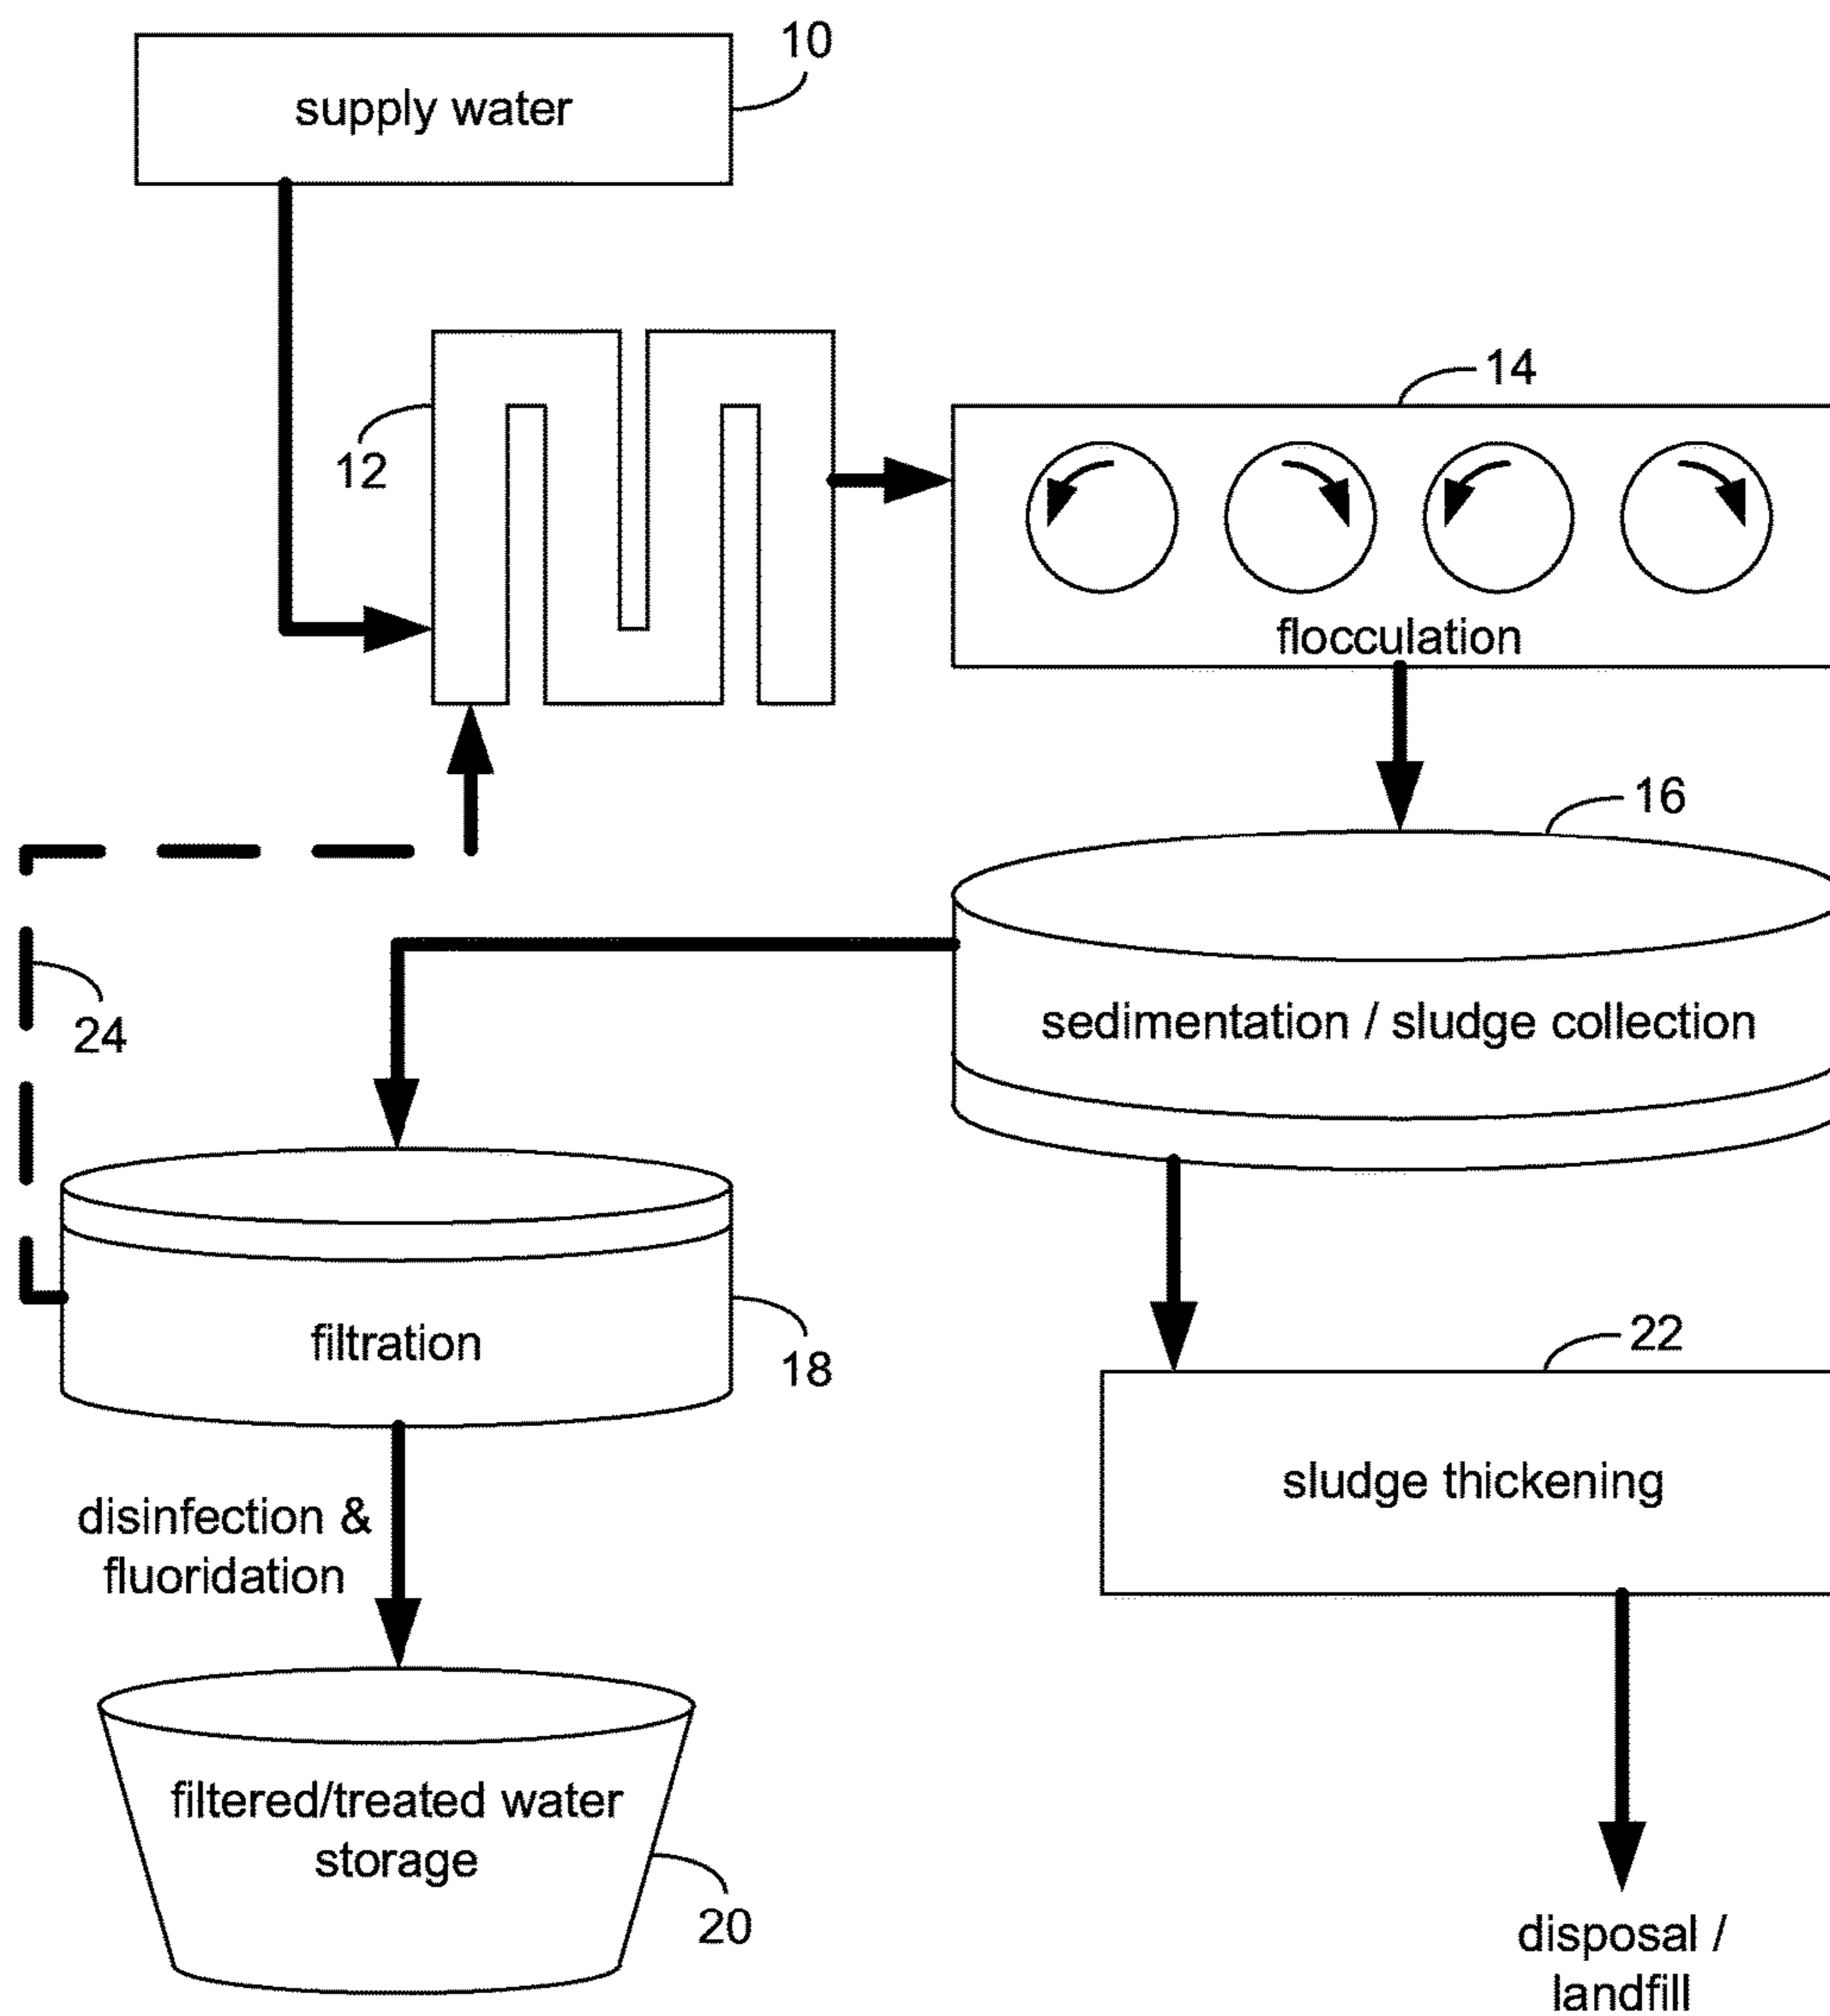 10
supply water
14
12
flocculation
16
24
sedimentation / sludge collection
22
filtration
18
sludge thickening
disinfection &
fluoridation
filtered/treated water
storage
20
disposal /
landfill